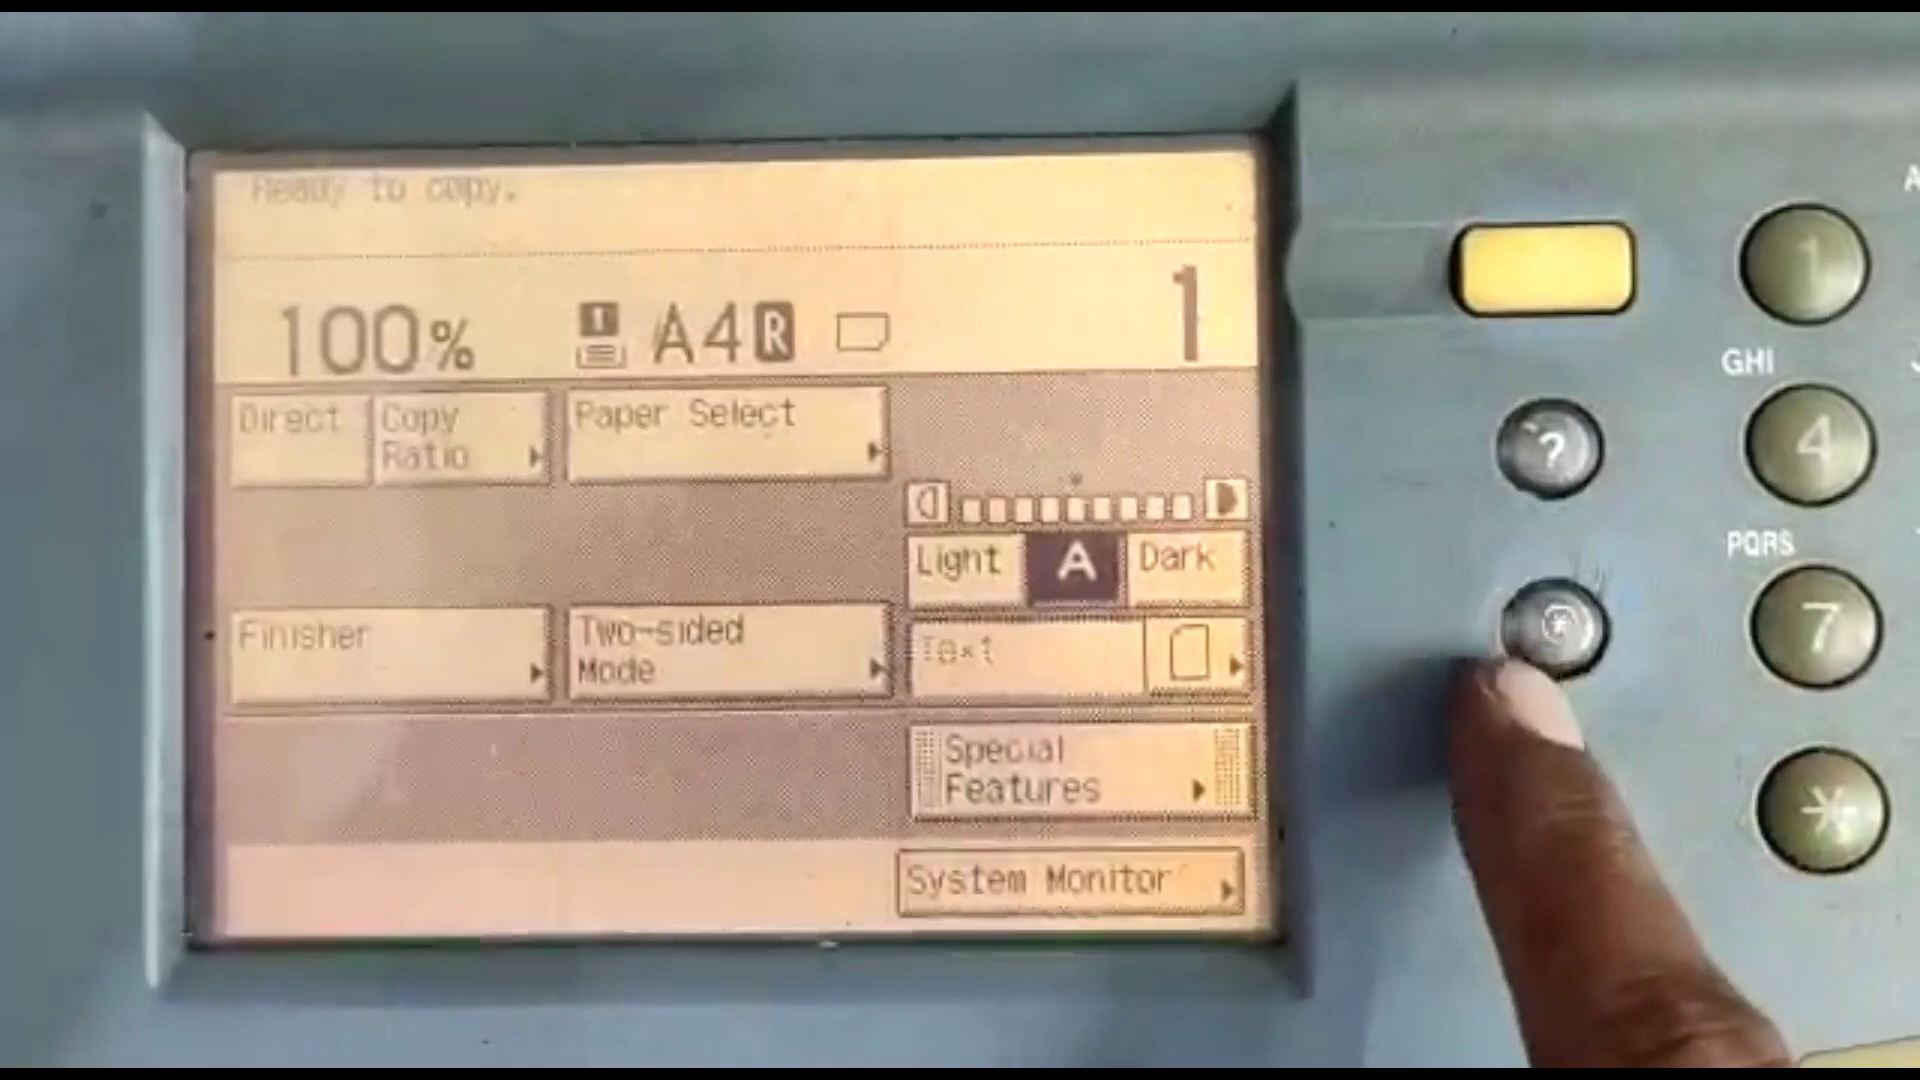 Ready to copy.
100% 1 A4R 1
Direct Copy Ratio Paper Select
Light A Dark
Finisher Two-sided Mode Text
Special Features
System Monitor
1
?
GHI
4
PQRS
7
*